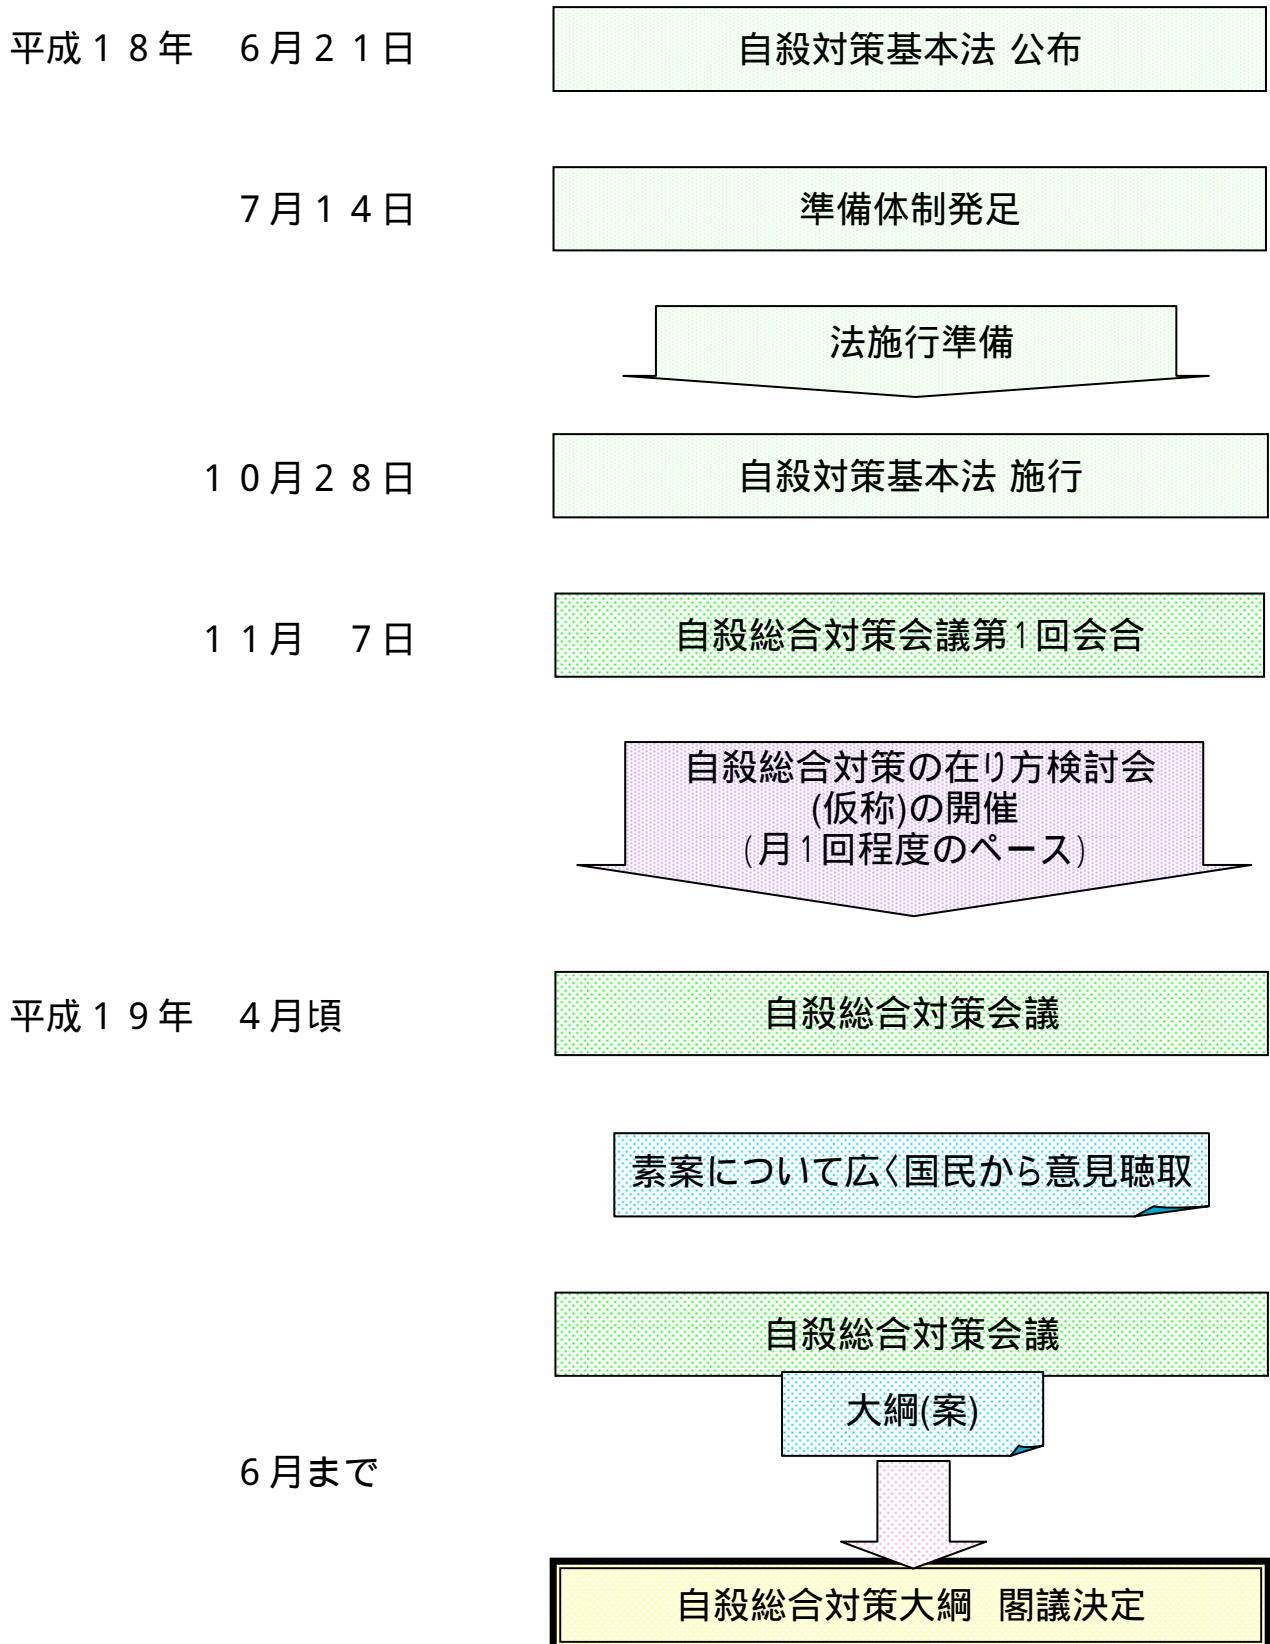 平成１８年　６月２１日　自殺対策基本法 公布
７月１４日　準備体制発足
法施行準備
１０月２８日　自殺対策基本法 施行
１１月　７日　自殺総合対策会議第1回会合
自殺総合対策の在り方検討会
(仮称)の開催
(月1回程度のペース)
平成１９年　４月頃　自殺総合対策会議
素案について広く国民から意見聴取
自殺総合対策会議
大綱(案)
６月まで
自殺総合対策大綱　閣議決定